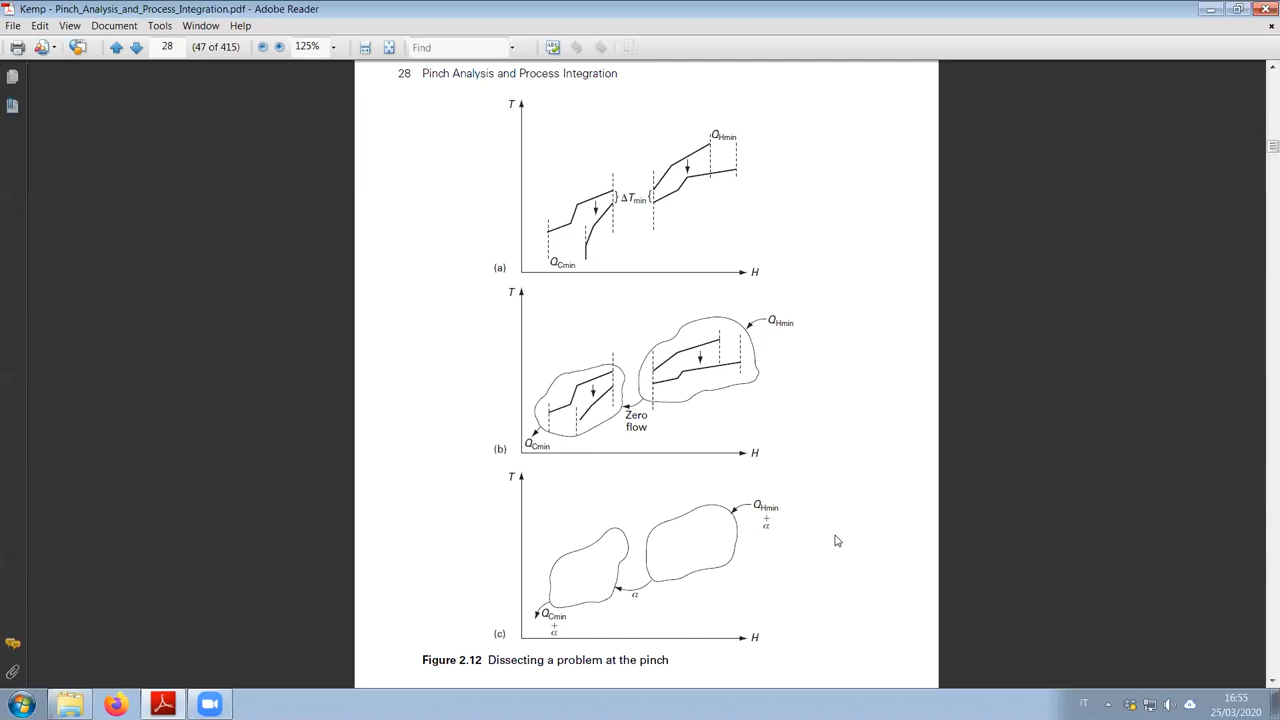 Kemp - Pinch_Analysis_and_Process_Integration.pdf - Adobe Reader
File Edit View Document Tools Window Help
28 (47 of 415) 125% Find
28 Pinch Analysis and Process Integration
T
QHmin
ΔTmin
QCmin
(a)
H
T
QHmin
Zero
flow
QCmin
(b)
H
T
QHmin
+
α
α
QCmin
+
α
(c)
H
Figure 2.12 Dissecting a problem at the pinch
IT
16:55
25/03/2020